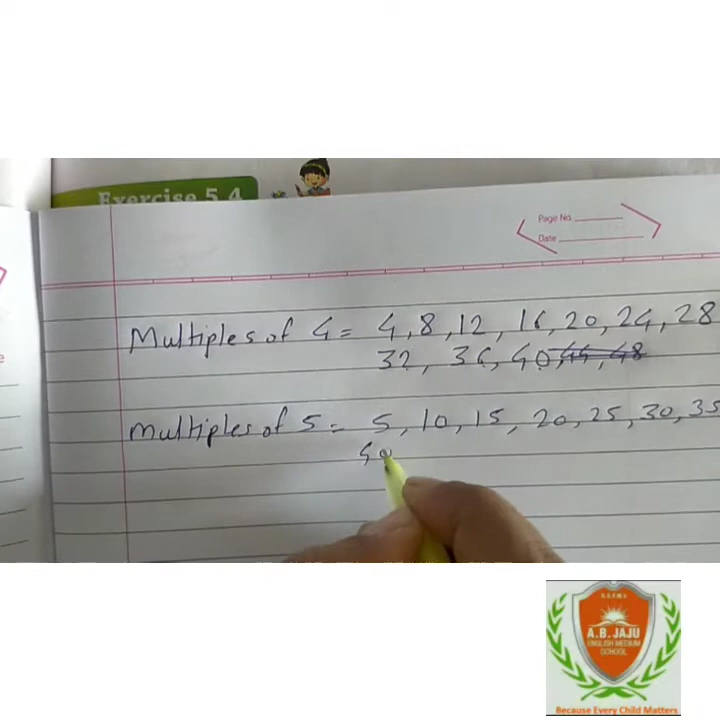 Exercise 5.4
Page No.
Date
Multiples of 4 = 4, 8, 12, 16, 20, 24, 28
32, 36, 40, 44, 48
Multiples of 5 = 5, 10, 15, 20, 25, 30, 35
40
A.B. JAJU
ENGLISH MEDIUM
SCHOOL
Because Every Child Matters